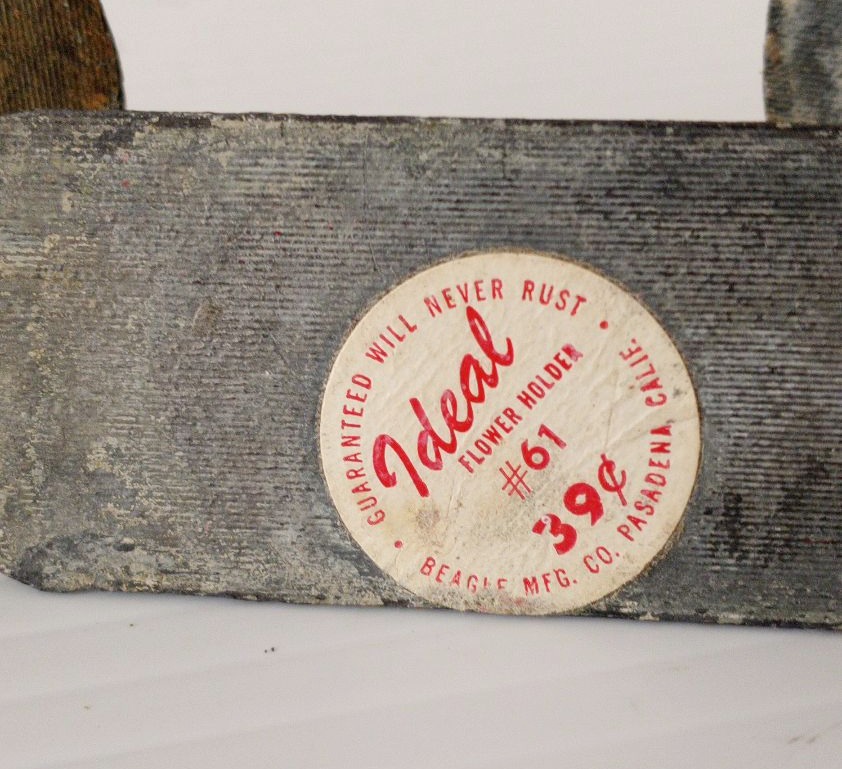 GUARANTEED WILL NEVER RUST
Ideal
FLOWER HOLDER
#61
39¢
BEAGLE MFG. CO. PASADENA CALIF.